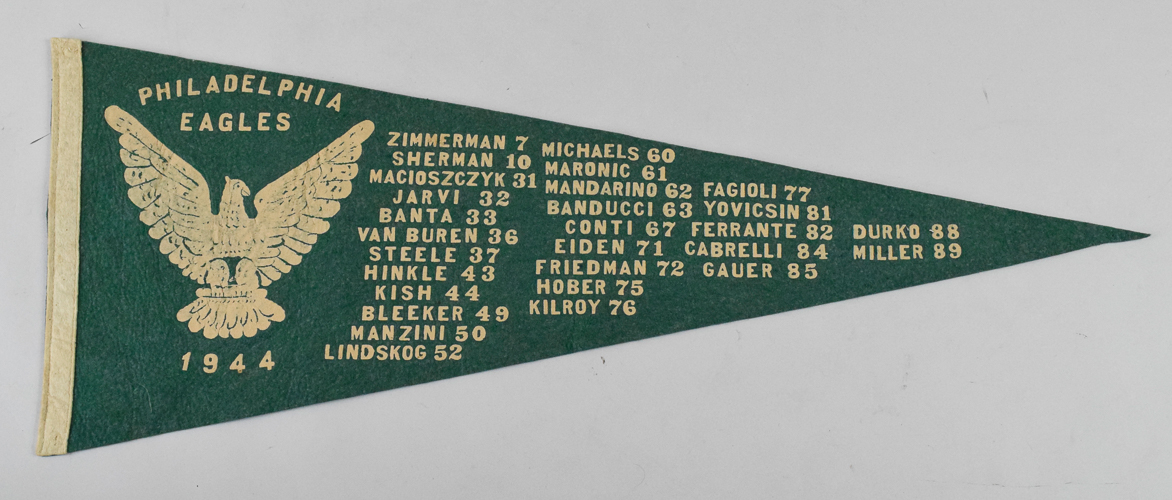 PHILADELPHIA
EAGLES
1944
ZIMMERMAN 7
SHERMAN 10
MACIOSZCZYK 31
JARVI 32
BANTA 33
VAN BUREN 36
STEELE 37
HINKLE 43
KISH 44
BLEEKER 49
MANZINI 50
LINDSKOG 52
MICHAELS 60
MARONIC 61
MANDARINO 62
BANDUCCI 63
CONTI 67
EIDEN 71
FRIEDMAN 72
HOBER 75
KILROY 76
FAGIOLI 77
YOVICSIN 81
FERRANTE 82
CABRELLI 84
GAUER 85
DURKO 88
MILLER 89